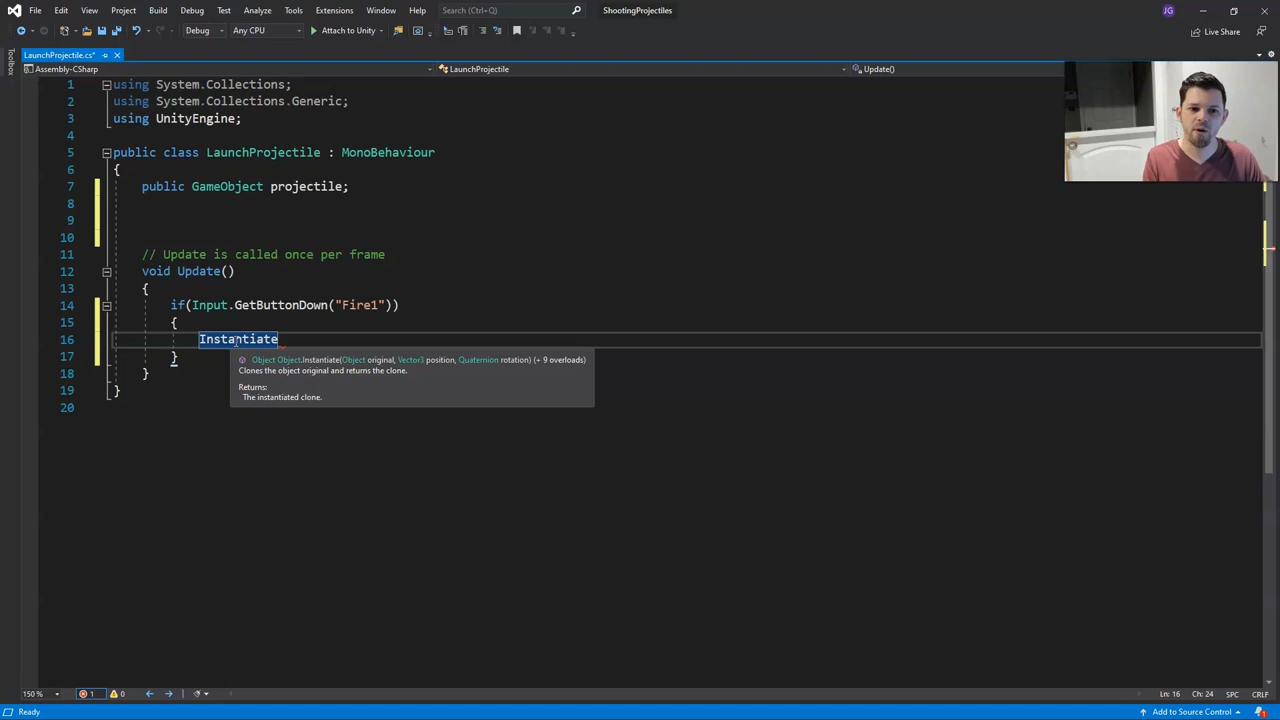 File Edit View Project Build Debug Test Analyze Tools Extensions Window Help Search (Ctrl+Q) ShootingProjectiles JG
Debug Any CPU Attach to Unity Live Share
Toolbox
LaunchProjectile.cs*
Assembly-CSharp LaunchProjectile Update()
1 using System.Collections;
2 using System.Collections.Generic;
3 using UnityEngine;
4
5 public class LaunchProjectile : MonoBehaviour
6 {
7 public GameObject projectile;
8
9
10
11 // Update is called once per frame
12 void Update()
13 {
14 if(Input.GetButtonDown("Fire1"))
15 {
16 Instantiate
17 }
Object Object.Instantiate(Object original, Vector3 position, Quaternion rotation) (+ 9 overloads)
Clones the object original and returns the clone.
Returns:
The instantiated clone.
18 }
19 }
20
150 % 1 0 Ln: 16 Ch: 24 SPC CRLF
Ready Add to Source Control 1